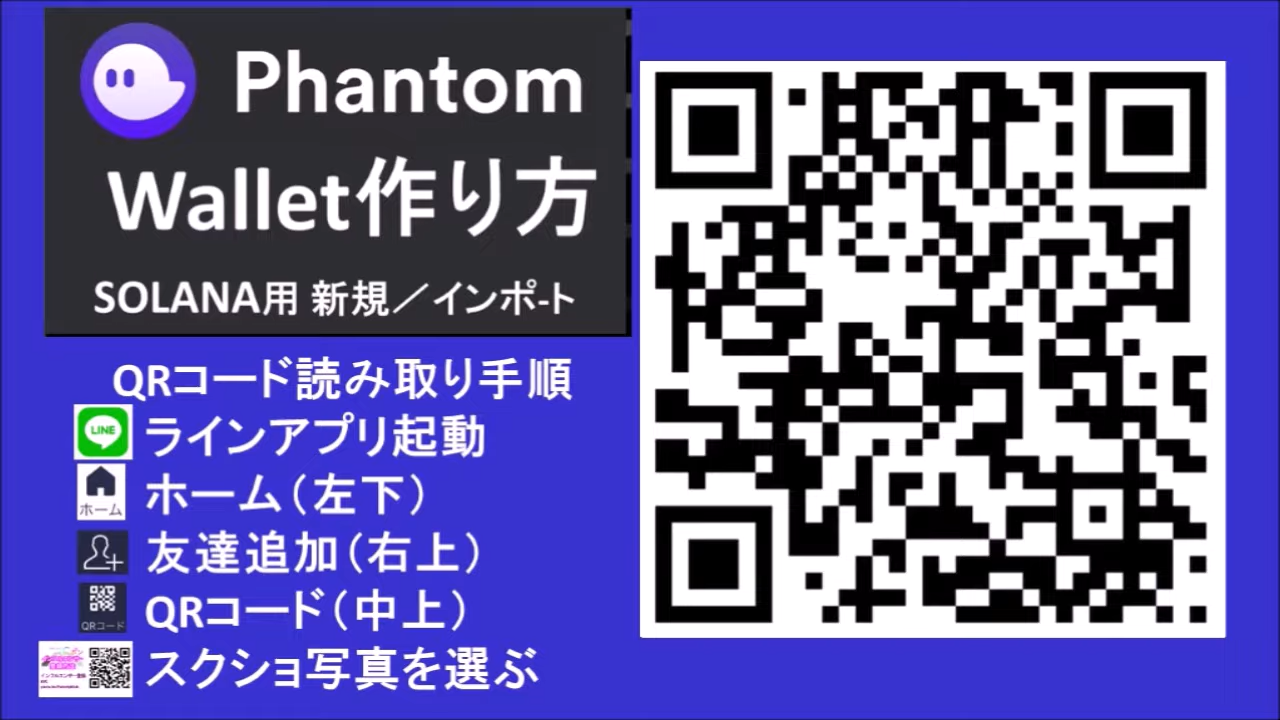 Phantom
Wallet作り方
SOLANA用 新規／インポート
QRコード読み取り手順
LINE
ラインアプリ起動
ホーム
ホーム（左下）
友達追加（右上）
QRコード
QRコード（中上）
スクショ写真を選ぶ